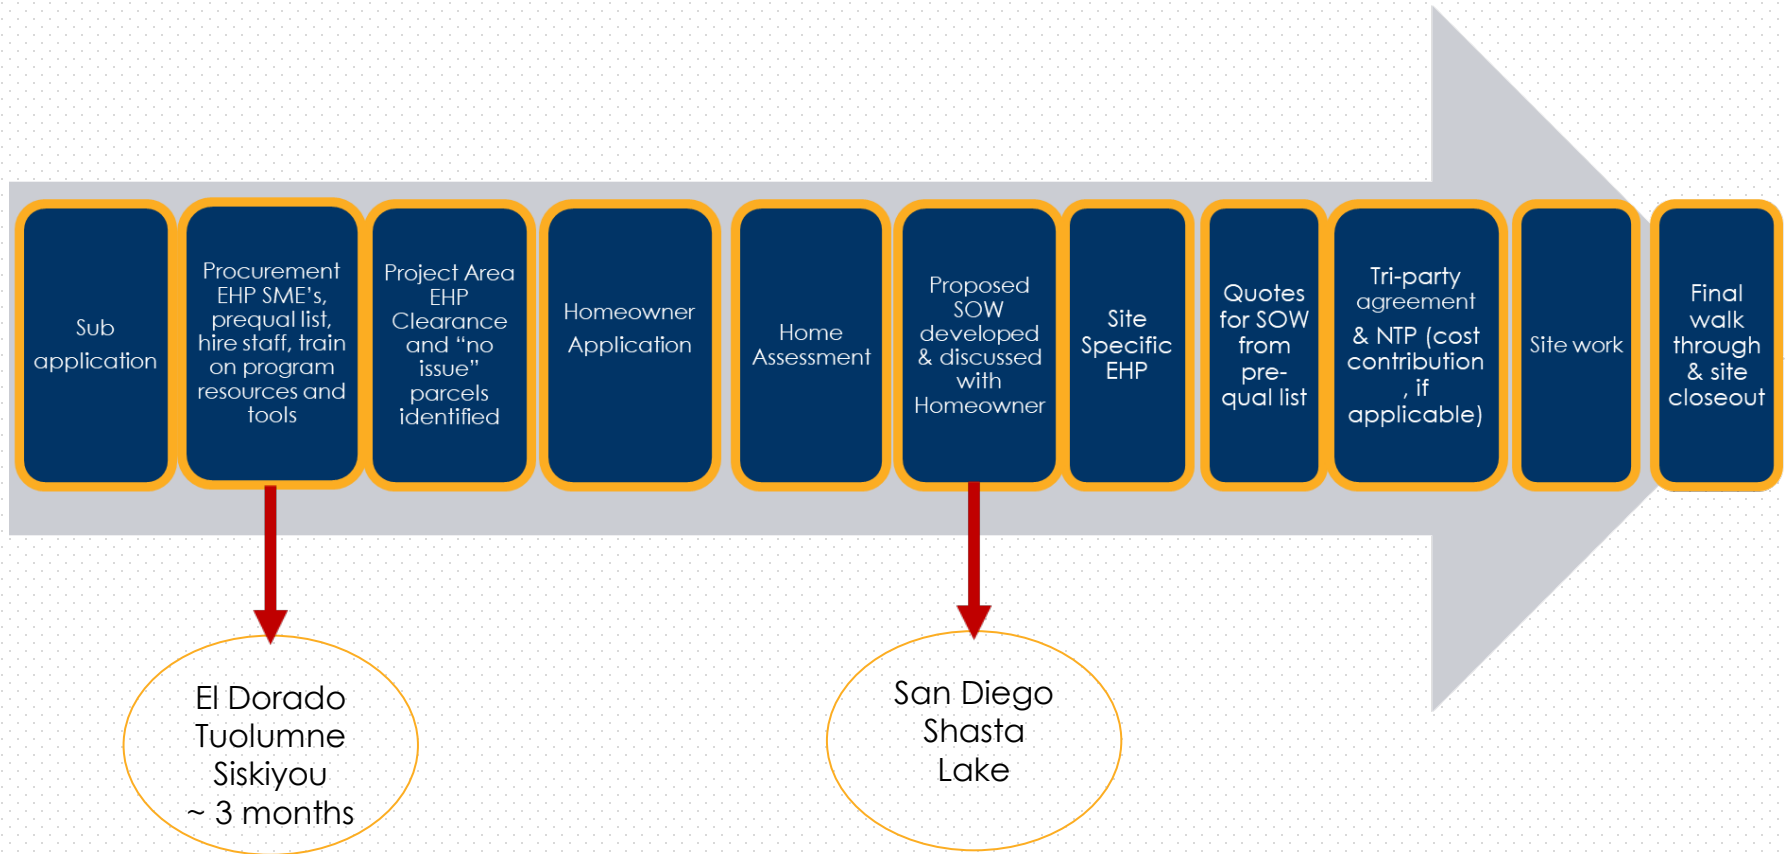 Sub
application
Procurement
EHP SME's,
prequal list,
hire staff, train
on program
resources and
tools
Project Area
EHP
Clearance
and “no
issue”
parcels
identified
Homeowner
Application
Home
Assessment
Proposed
SOW
developed
& discussed
with
Homeowner
Site
Specific
EHP
Quotes
for SOW
from
pre-
qual list
Tri-party
agreement
& NTP (cost
contribution
, if
applicable)
Site work
Final
walk
through
& site
closeout
El Dorado
Tuolumne
Siskiyou
~ 3 months
San Diego
Shasta
Lake